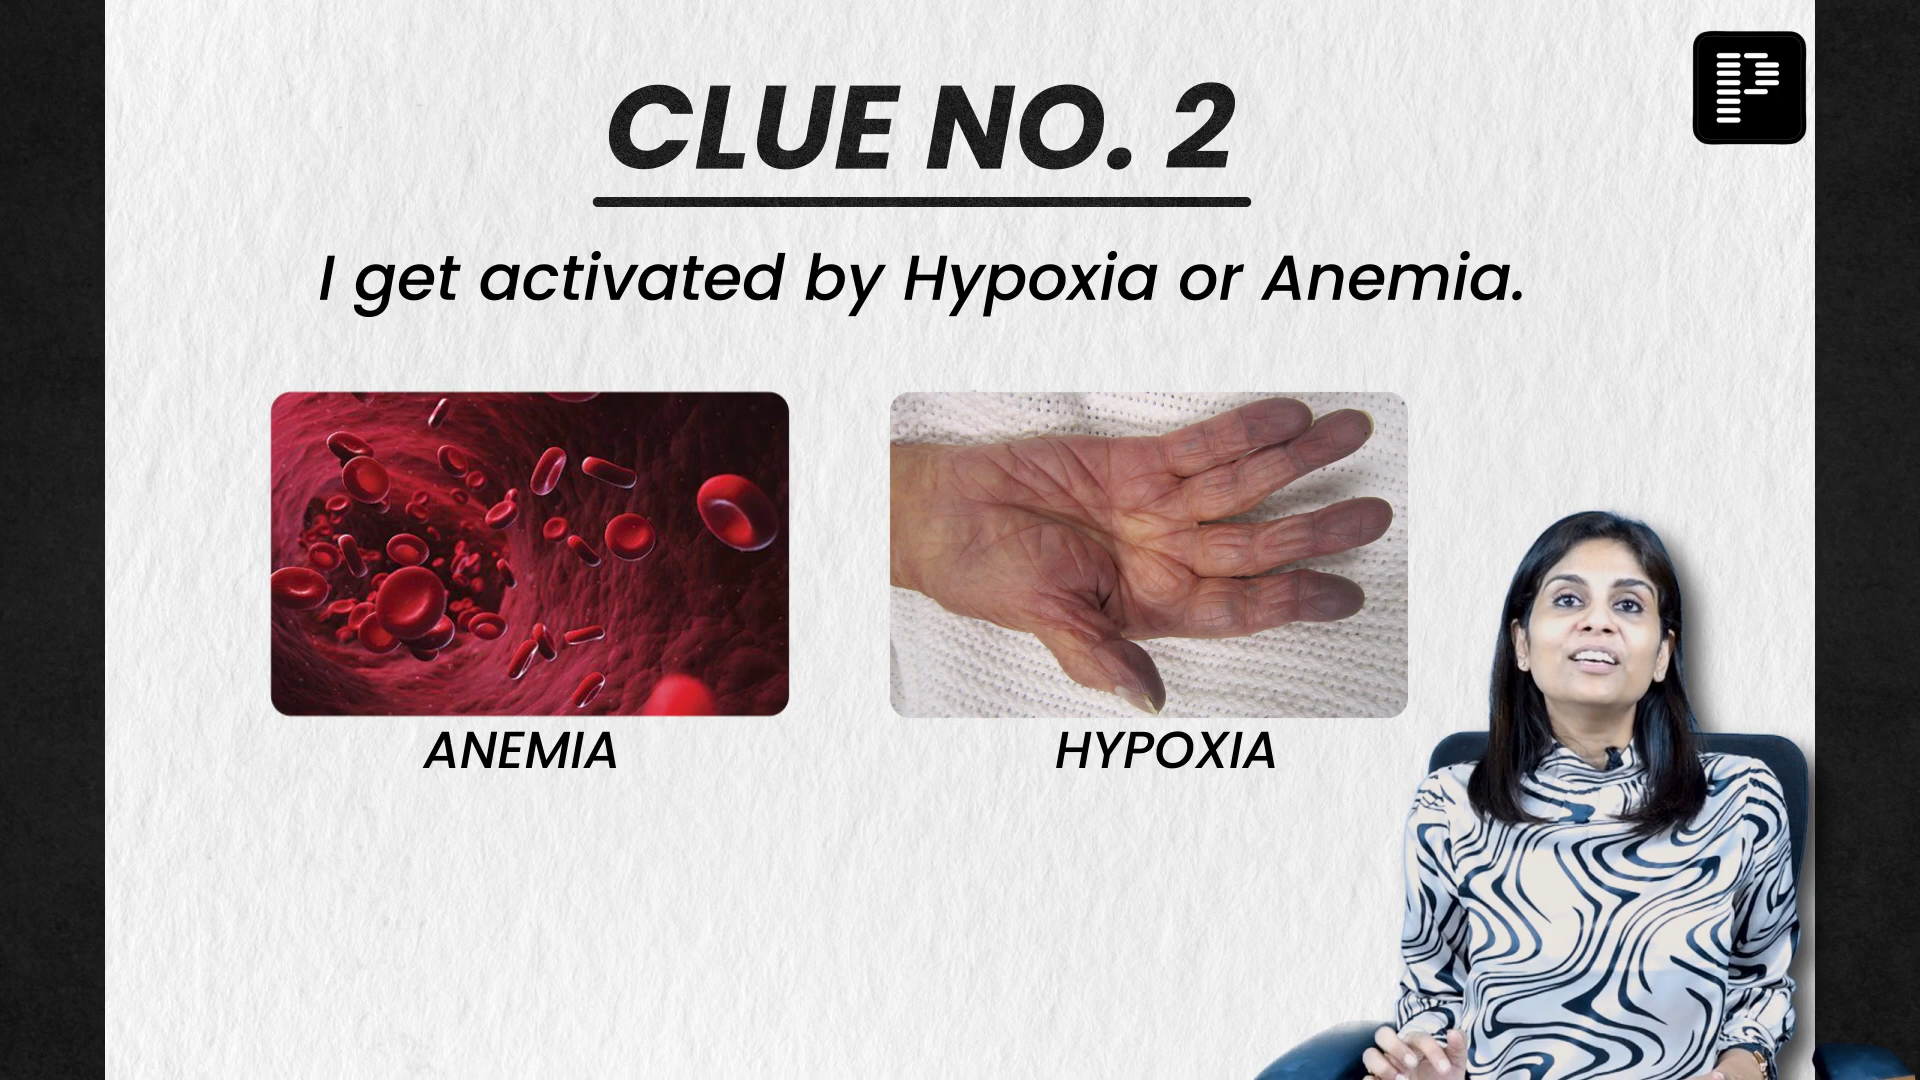 CLUE NO. 2
I get activated by Hypoxia or Anemia.
ANEMIA
HYPOXIA
P